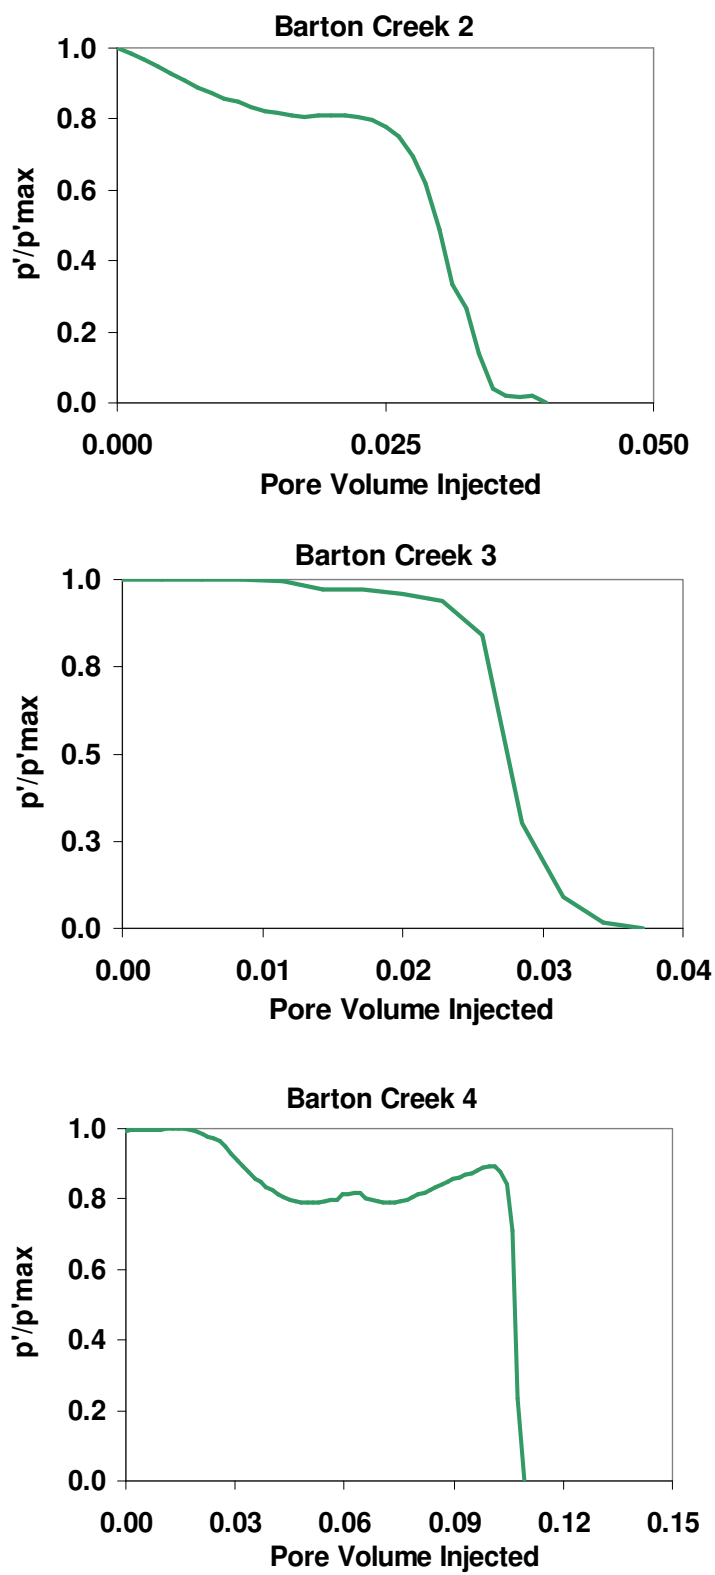 Barton Creek 2
1.0
0.8
0.6
0.4
0.2
0.0
p'/p'max
0.000 0.025 0.050
Pore Volume Injected
Barton Creek 3
1.0
0.8
0.5
0.3
0.0
p'/p'max
0.00 0.01 0.02 0.03 0.04
Pore Volume Injected
Barton Creek 4
1.0
0.8
0.6
0.4
0.2
0.0
p'/p'max
0.00 0.03 0.06 0.09 0.12 0.15
Pore Volume Injected